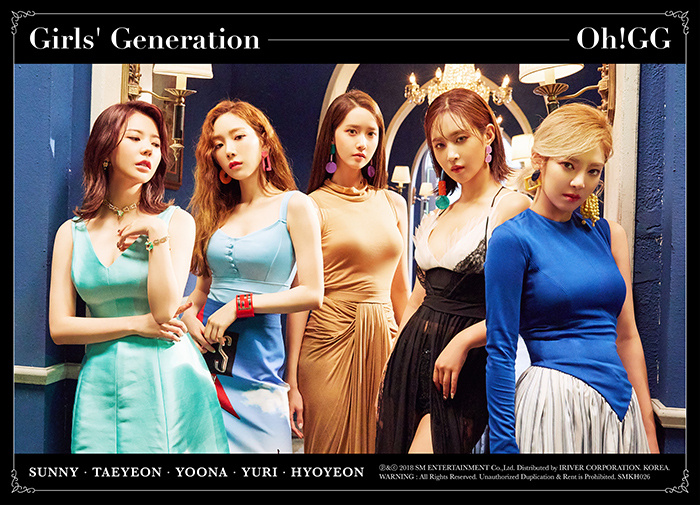 Girls' Generation Oh!GG
SUNNY · TAEYEON · YOONA · YURI · HYOYEON
℗&© 2018 SM ENTERTAINMENT Co.,Ltd. Distributed by IRIVER CORPORATION. KOREA.
WARNING : All Rights Reserved. Unauthorized Duplication & Rent is Prohibited. SMKH026